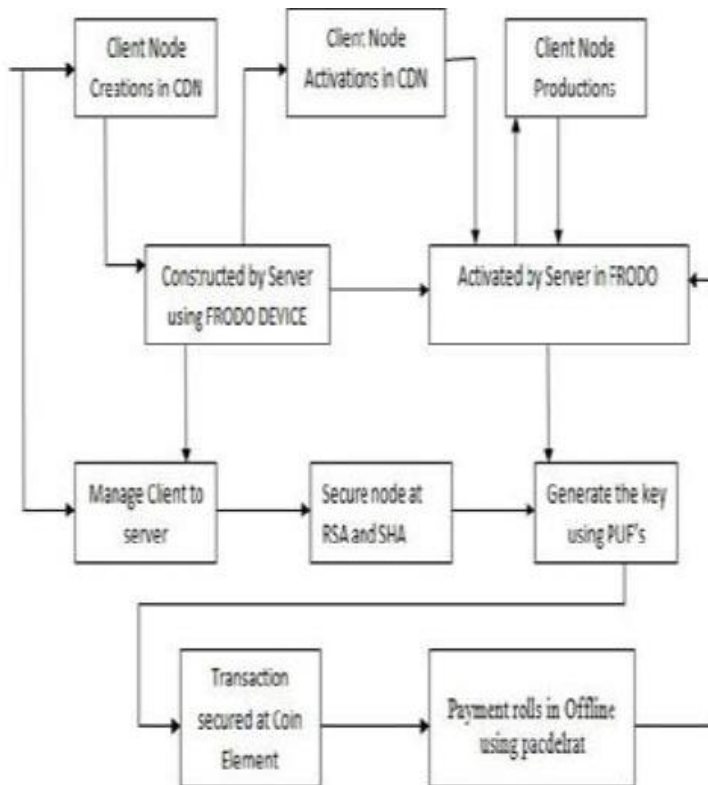 Client Node
Creations in CDN
Client Node
Activations in CDN
Client Node
Productions
Constructed by Server
using FRODO DEVICE
Activated by Server in FRODO
Manage Client to
server
Secure node at
RSA and SHA
Generate the key
using PUF's
Transaction
secured at Coin
Element
Payment rolls in Offline
using pacdelrat